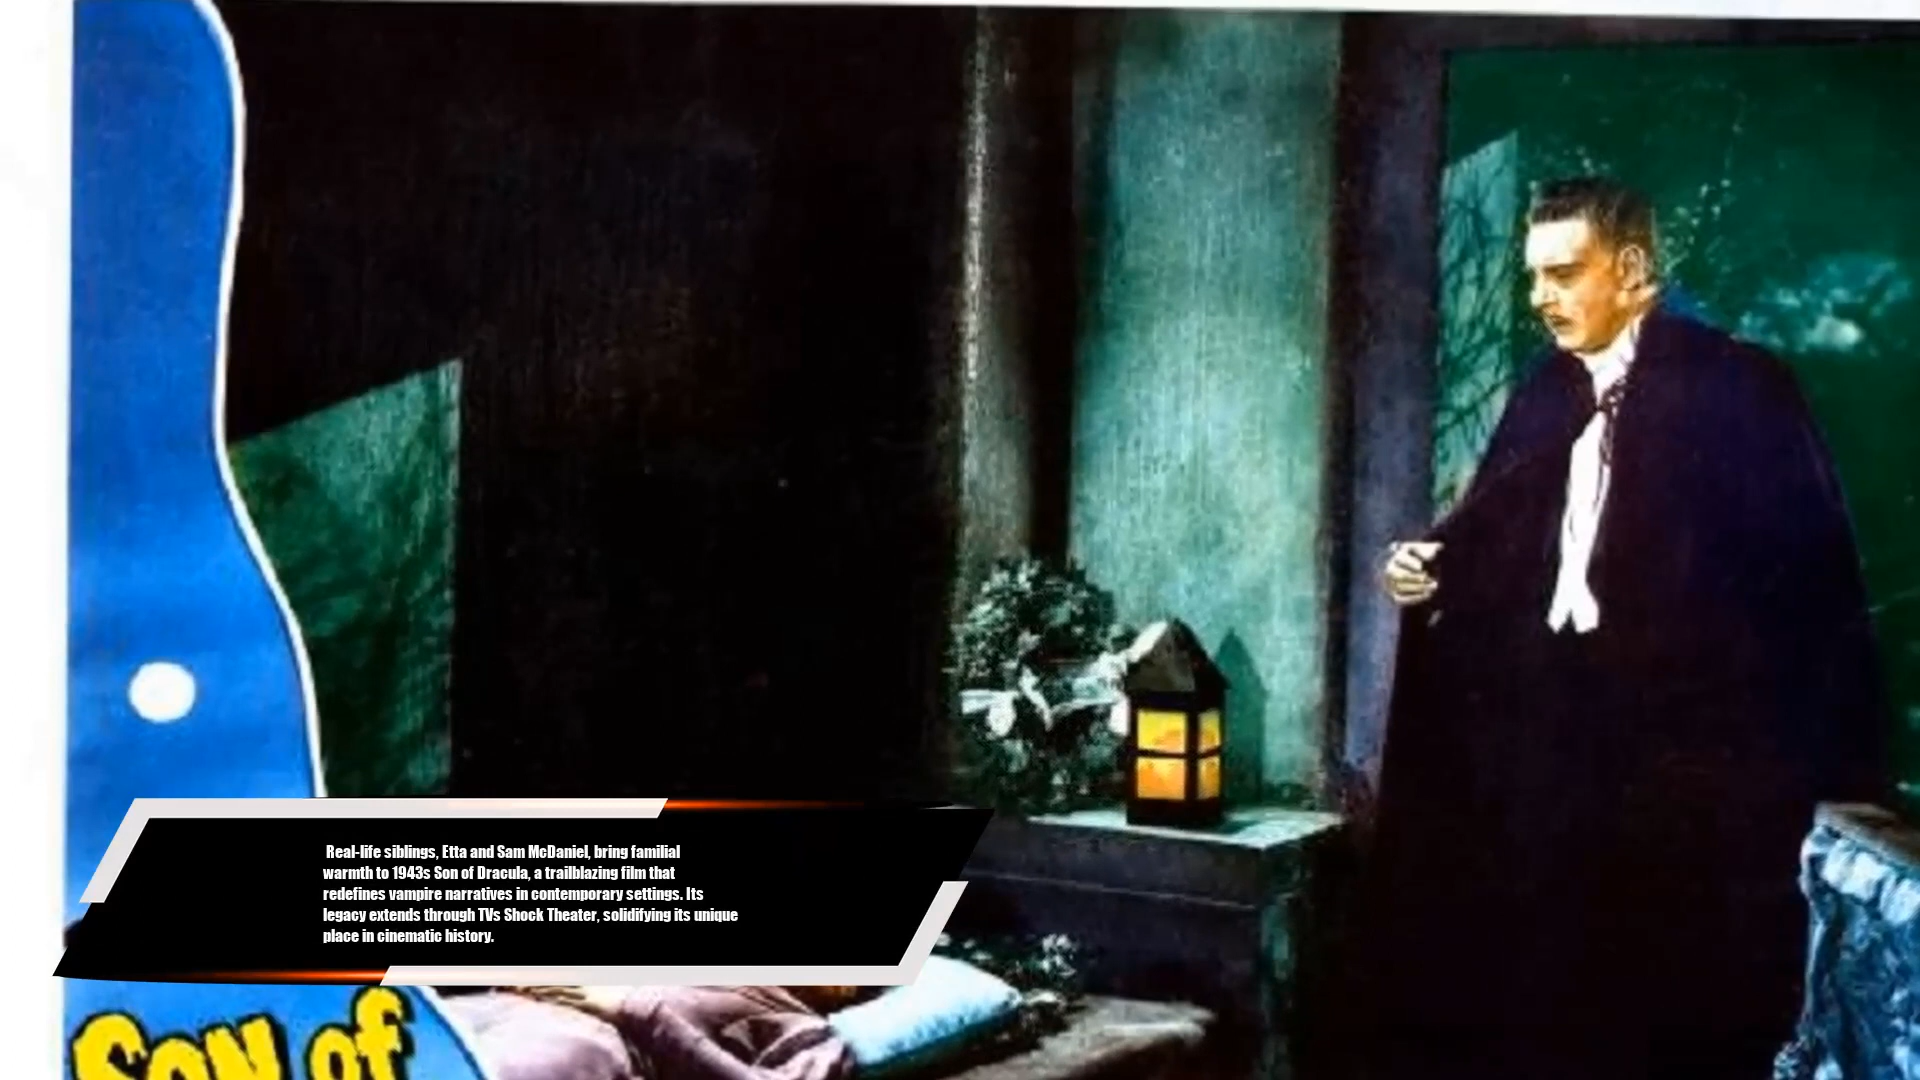 Real-life siblings, Etta and Sam McDaniel, bring familial
warmth to 1943s Son of Dracula, a trailblazing film that
redefines vampire narratives in contemporary settings. Its
legacy extends through TVs Shock Theater, solidifying its unique
place in cinematic history.
Son of